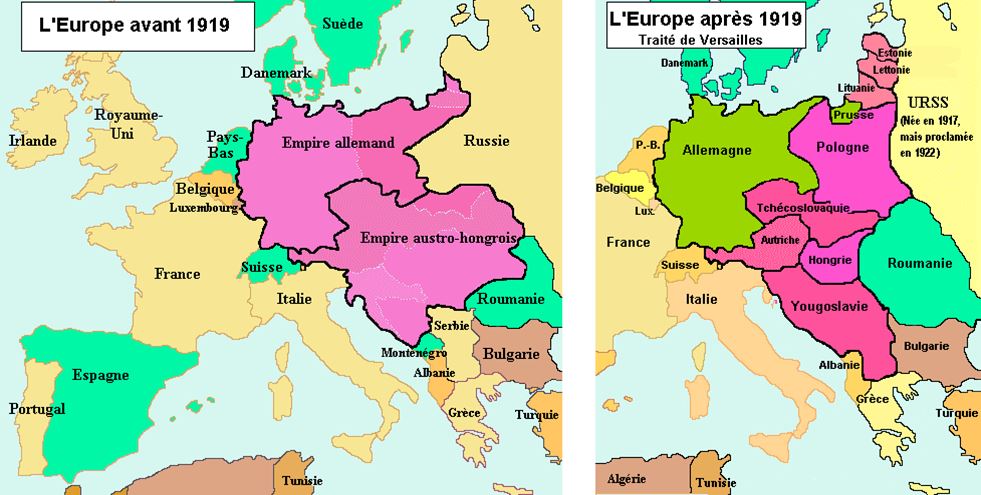 L'Europe avant 1919
Suède
Danemark
Royaume-
Uni
Irlande
Pays-
Bas
Empire allemand
Russie
Belgique
Luxembourg
Empire austro-hongrois
France
Suisse
Italie
Roumanie
Serbie
Monténégro
Bulgarie
Albanie
Espagne
Portugal
Grèce
Turquie
Tunisie
L'Europe après 1919
Traité de Versailles
Danemark
Estonie
Lettonie
Lituanie
URSS
(Née en 1917,
mais proclamée
en 1922)
Prusse
P.-B.
Allemagne
Pologne
Belgique
Lux.
Tchécoslovaquie
France
Autriche
Suisse
Hongrie
Roumanie
Italie
Yougoslavie
Bulgarie
Albanie
Grèce
Turquie
Algérie
Tunisie